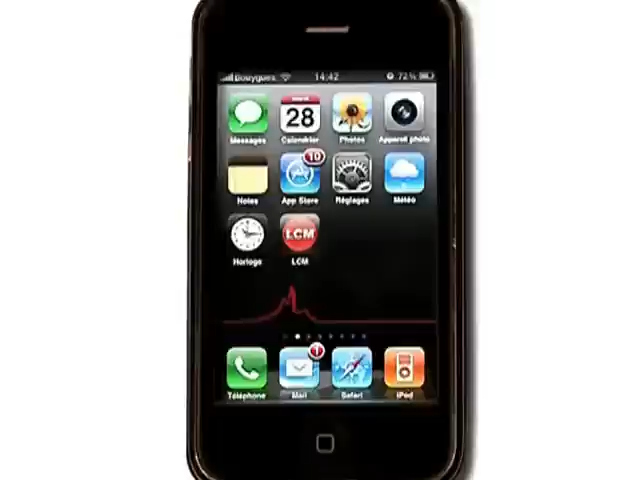 Bouygues 14:42 72 %
28
Messages Calendrier Photos Appareil photo
10
Notes App Store Réglages Météo
LCM
Horloge LCM
1
Téléphone Mail Safari iPod